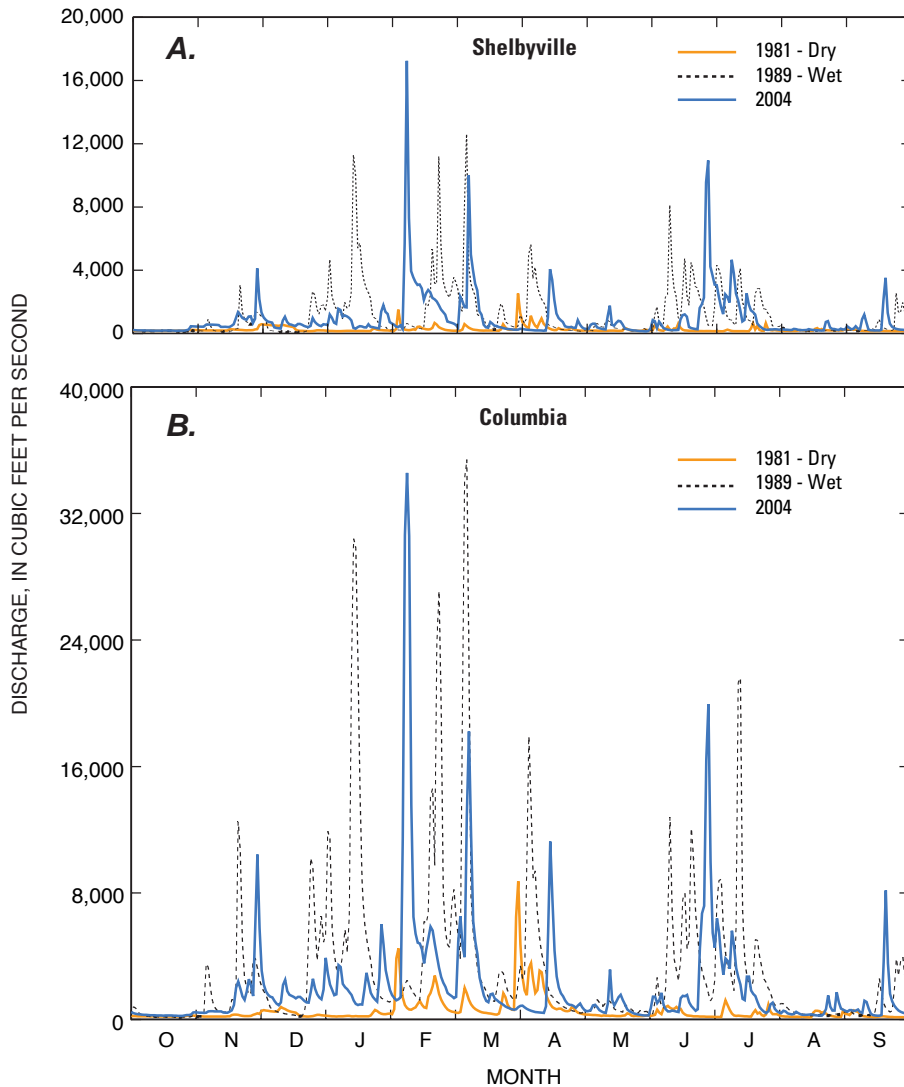 A.
Shelbyville
1981 - Dry
1989 - Wet
2004
20,000
16,000
12,000
8,000
4,000
0
B.
Columbia
1981 - Dry
1989 - Wet
2004
40,000
32,000
24,000
16,000
8,000
0
DISCHARGE, IN CUBIC FEET PER SECOND
O N D J F M A M J J A S
MONTH